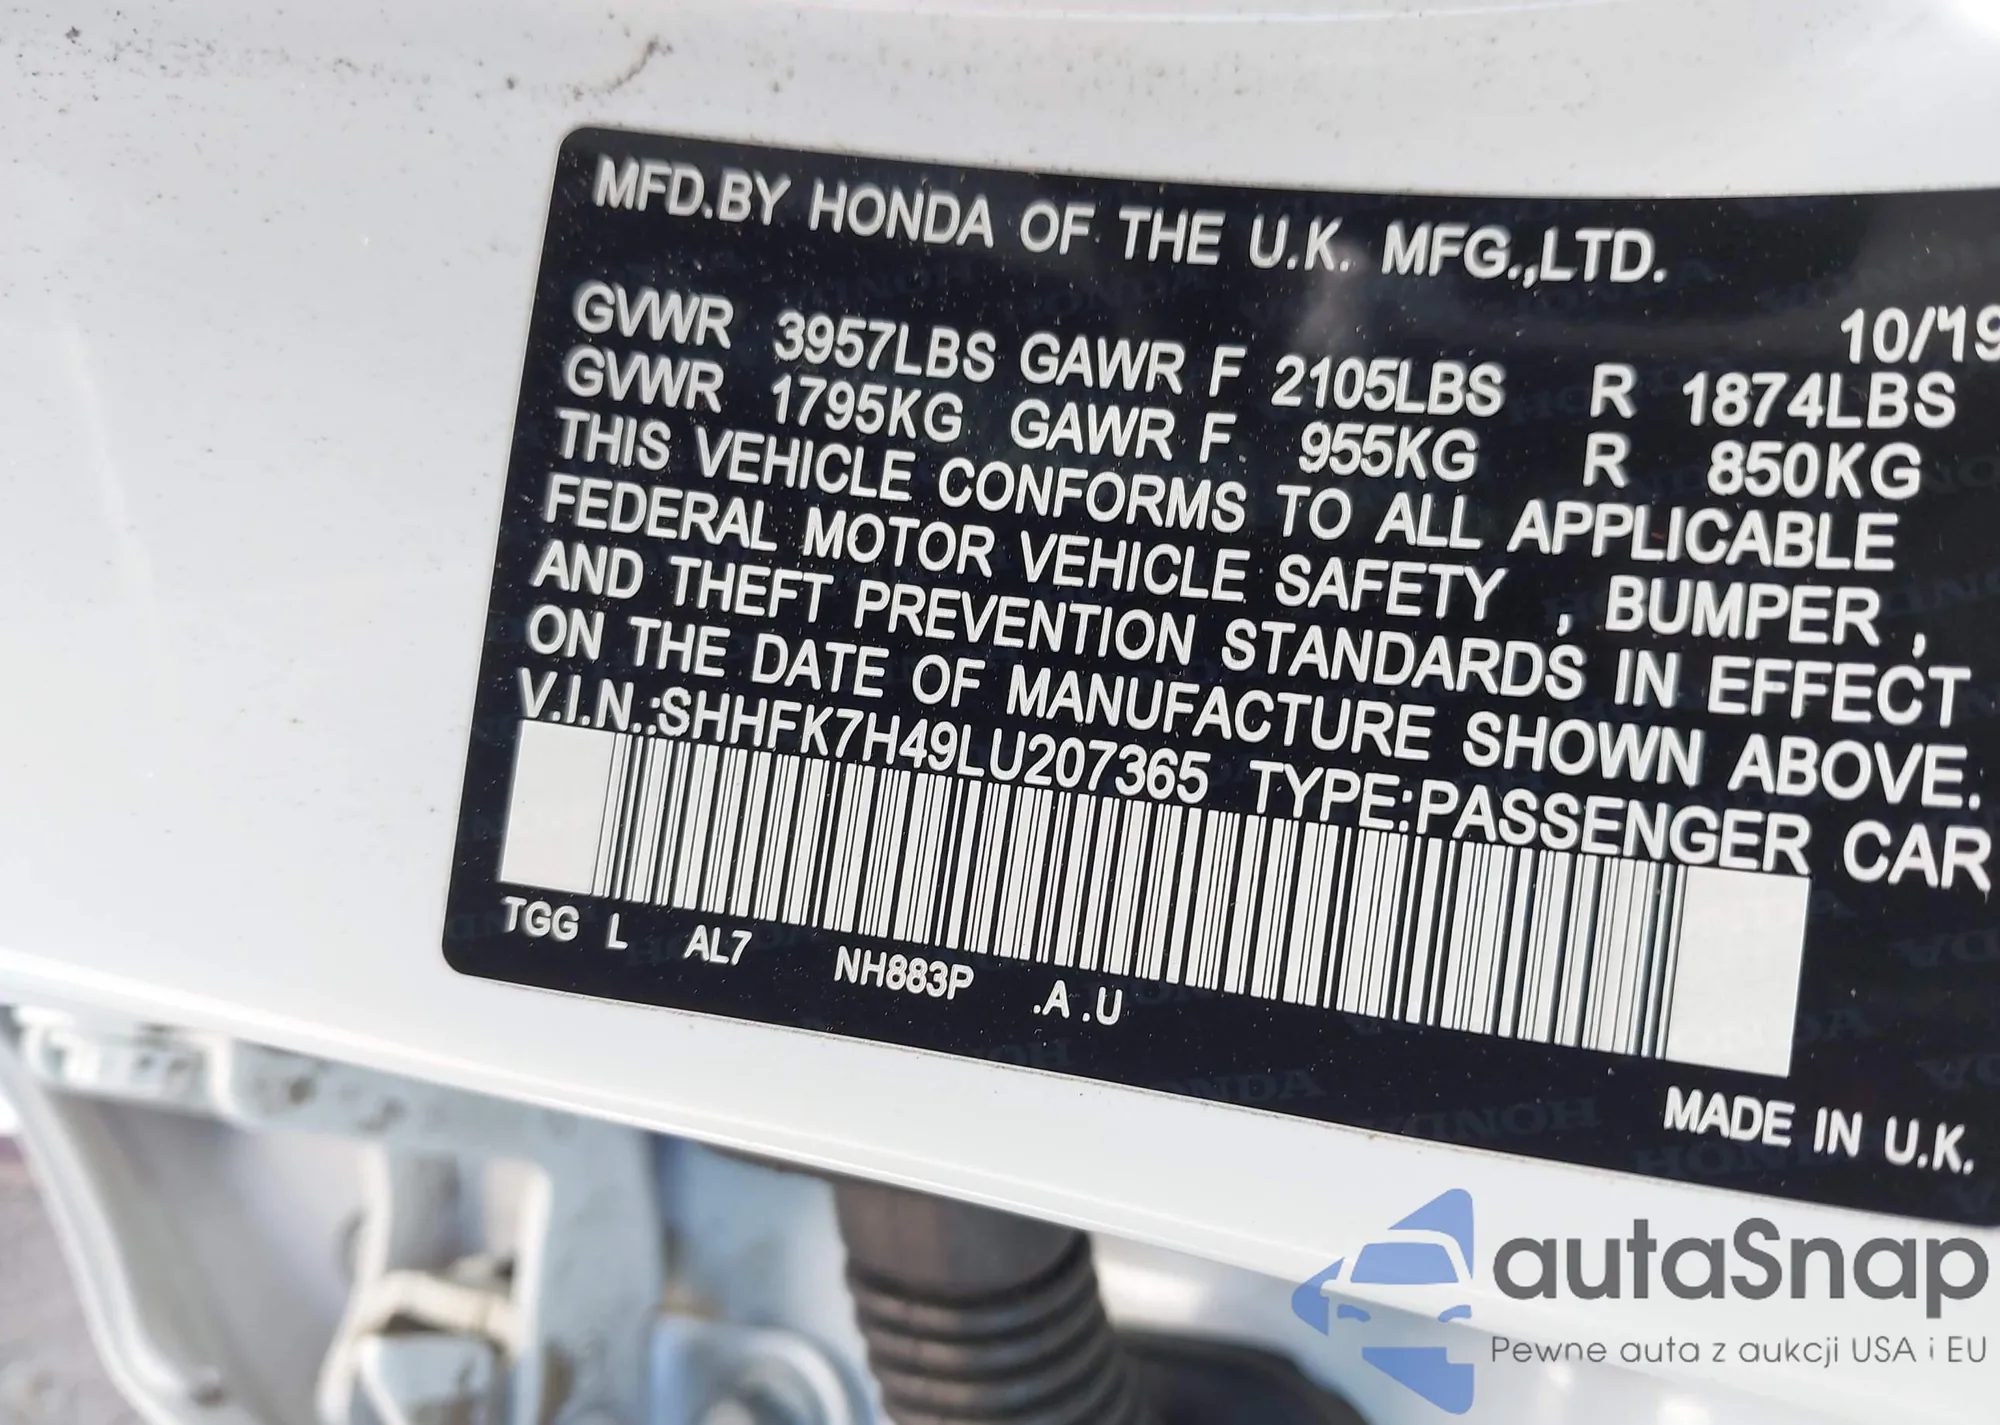 MFD.BY HONDA OF THE U.K. MFG.,LTD.
10/19
GVWR 3957LBS GAWR F 2105LBS R 1874LBS
GVWR 1795KG GAWR F 955KG R 850KG
THIS VEHICLE CONFORMS TO ALL APPLICABLE
FEDERAL MOTOR VEHICLE SAFETY , BUMPER ,
AND THEFT PREVENTION STANDARDS IN EFFECT
ON THE DATE OF MANUFACTURE SHOWN ABOVE.
V.I.N.:SHHFK7H49LU207365 TYPE:PASSENGER CAR
TGG L AL7 NH883P .A .U
MADE IN U.K.
autaSnap
Pewne auta z aukcji USA i EU